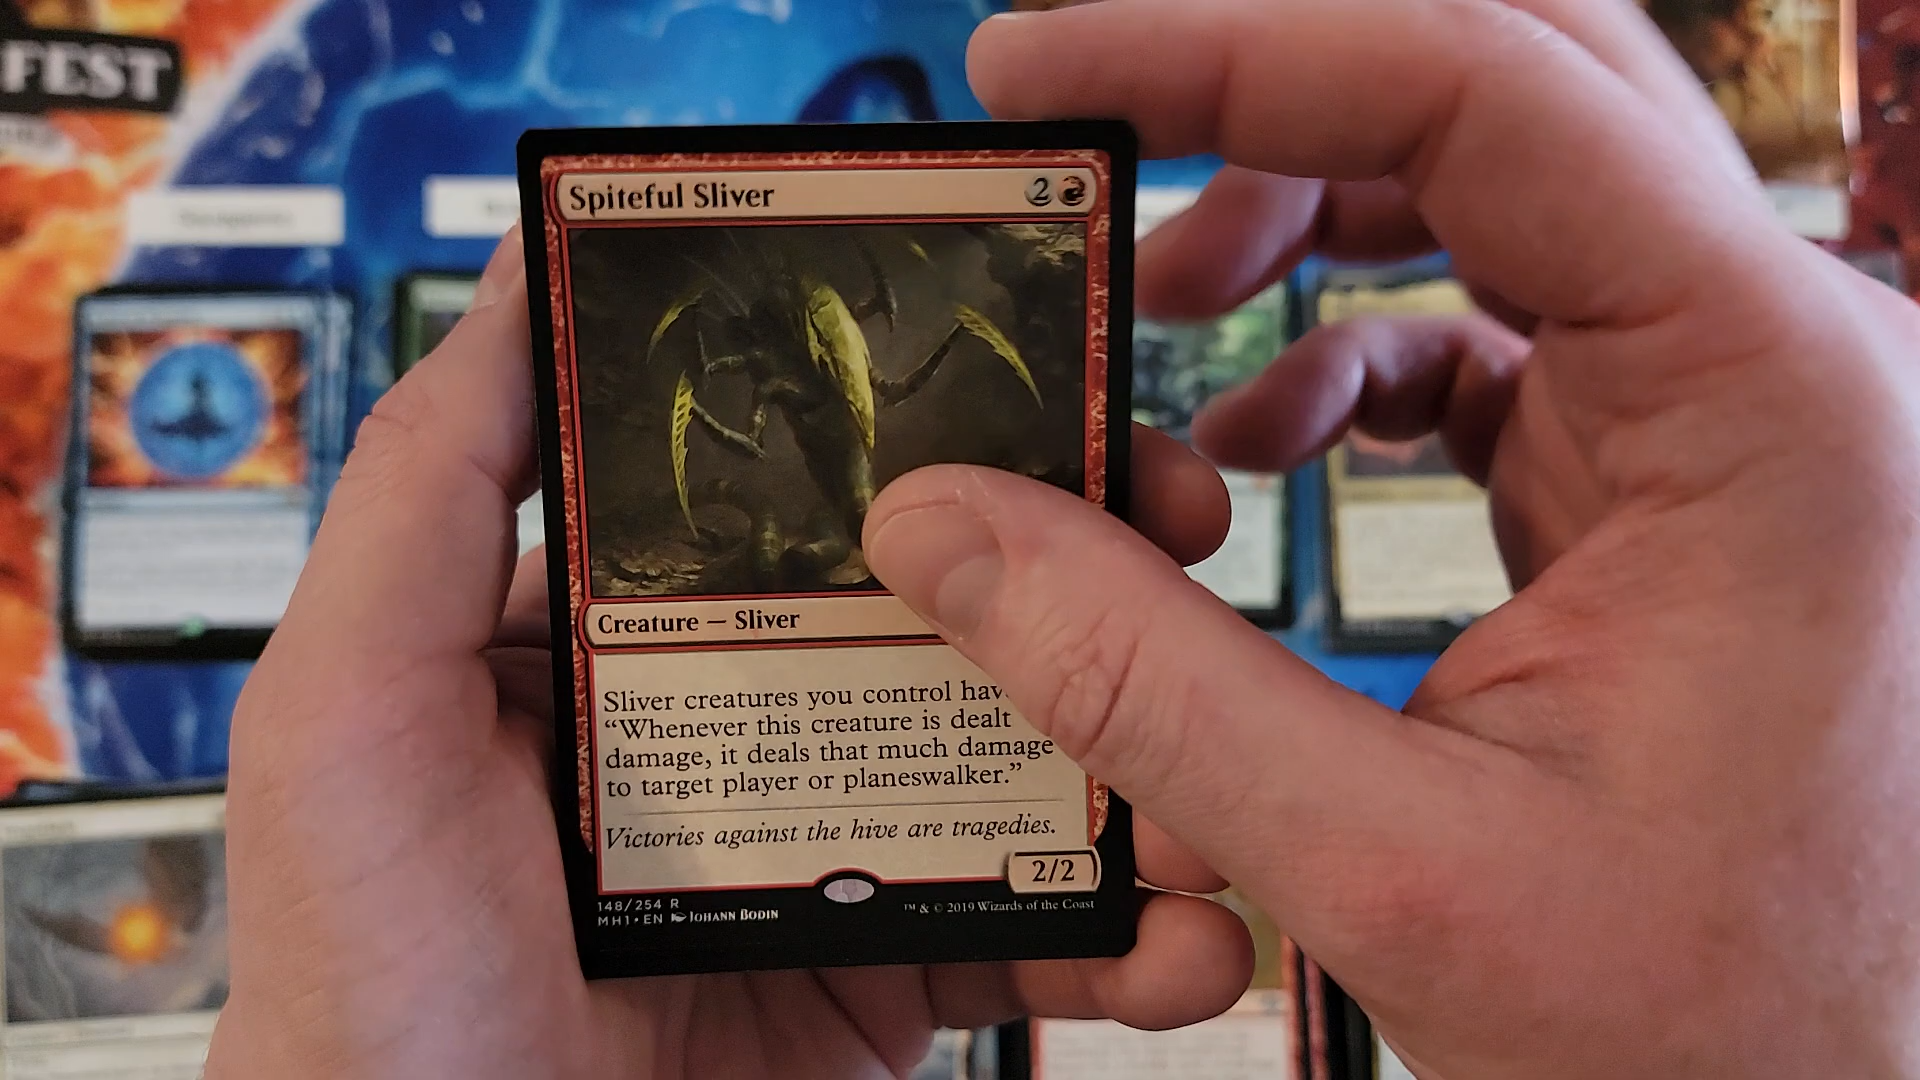 FEST
Spiteful Sliver
2
Creature — Sliver
Sliver creatures you control hav
“Whenever this creature is dealt
damage, it deals that much damage
to target player or planeswalker.”
Victories against the hive are tragedies.
2/2
148/254 R
MH1 • EN Johann Bodin
™ & © 2019 Wizards of the Coast